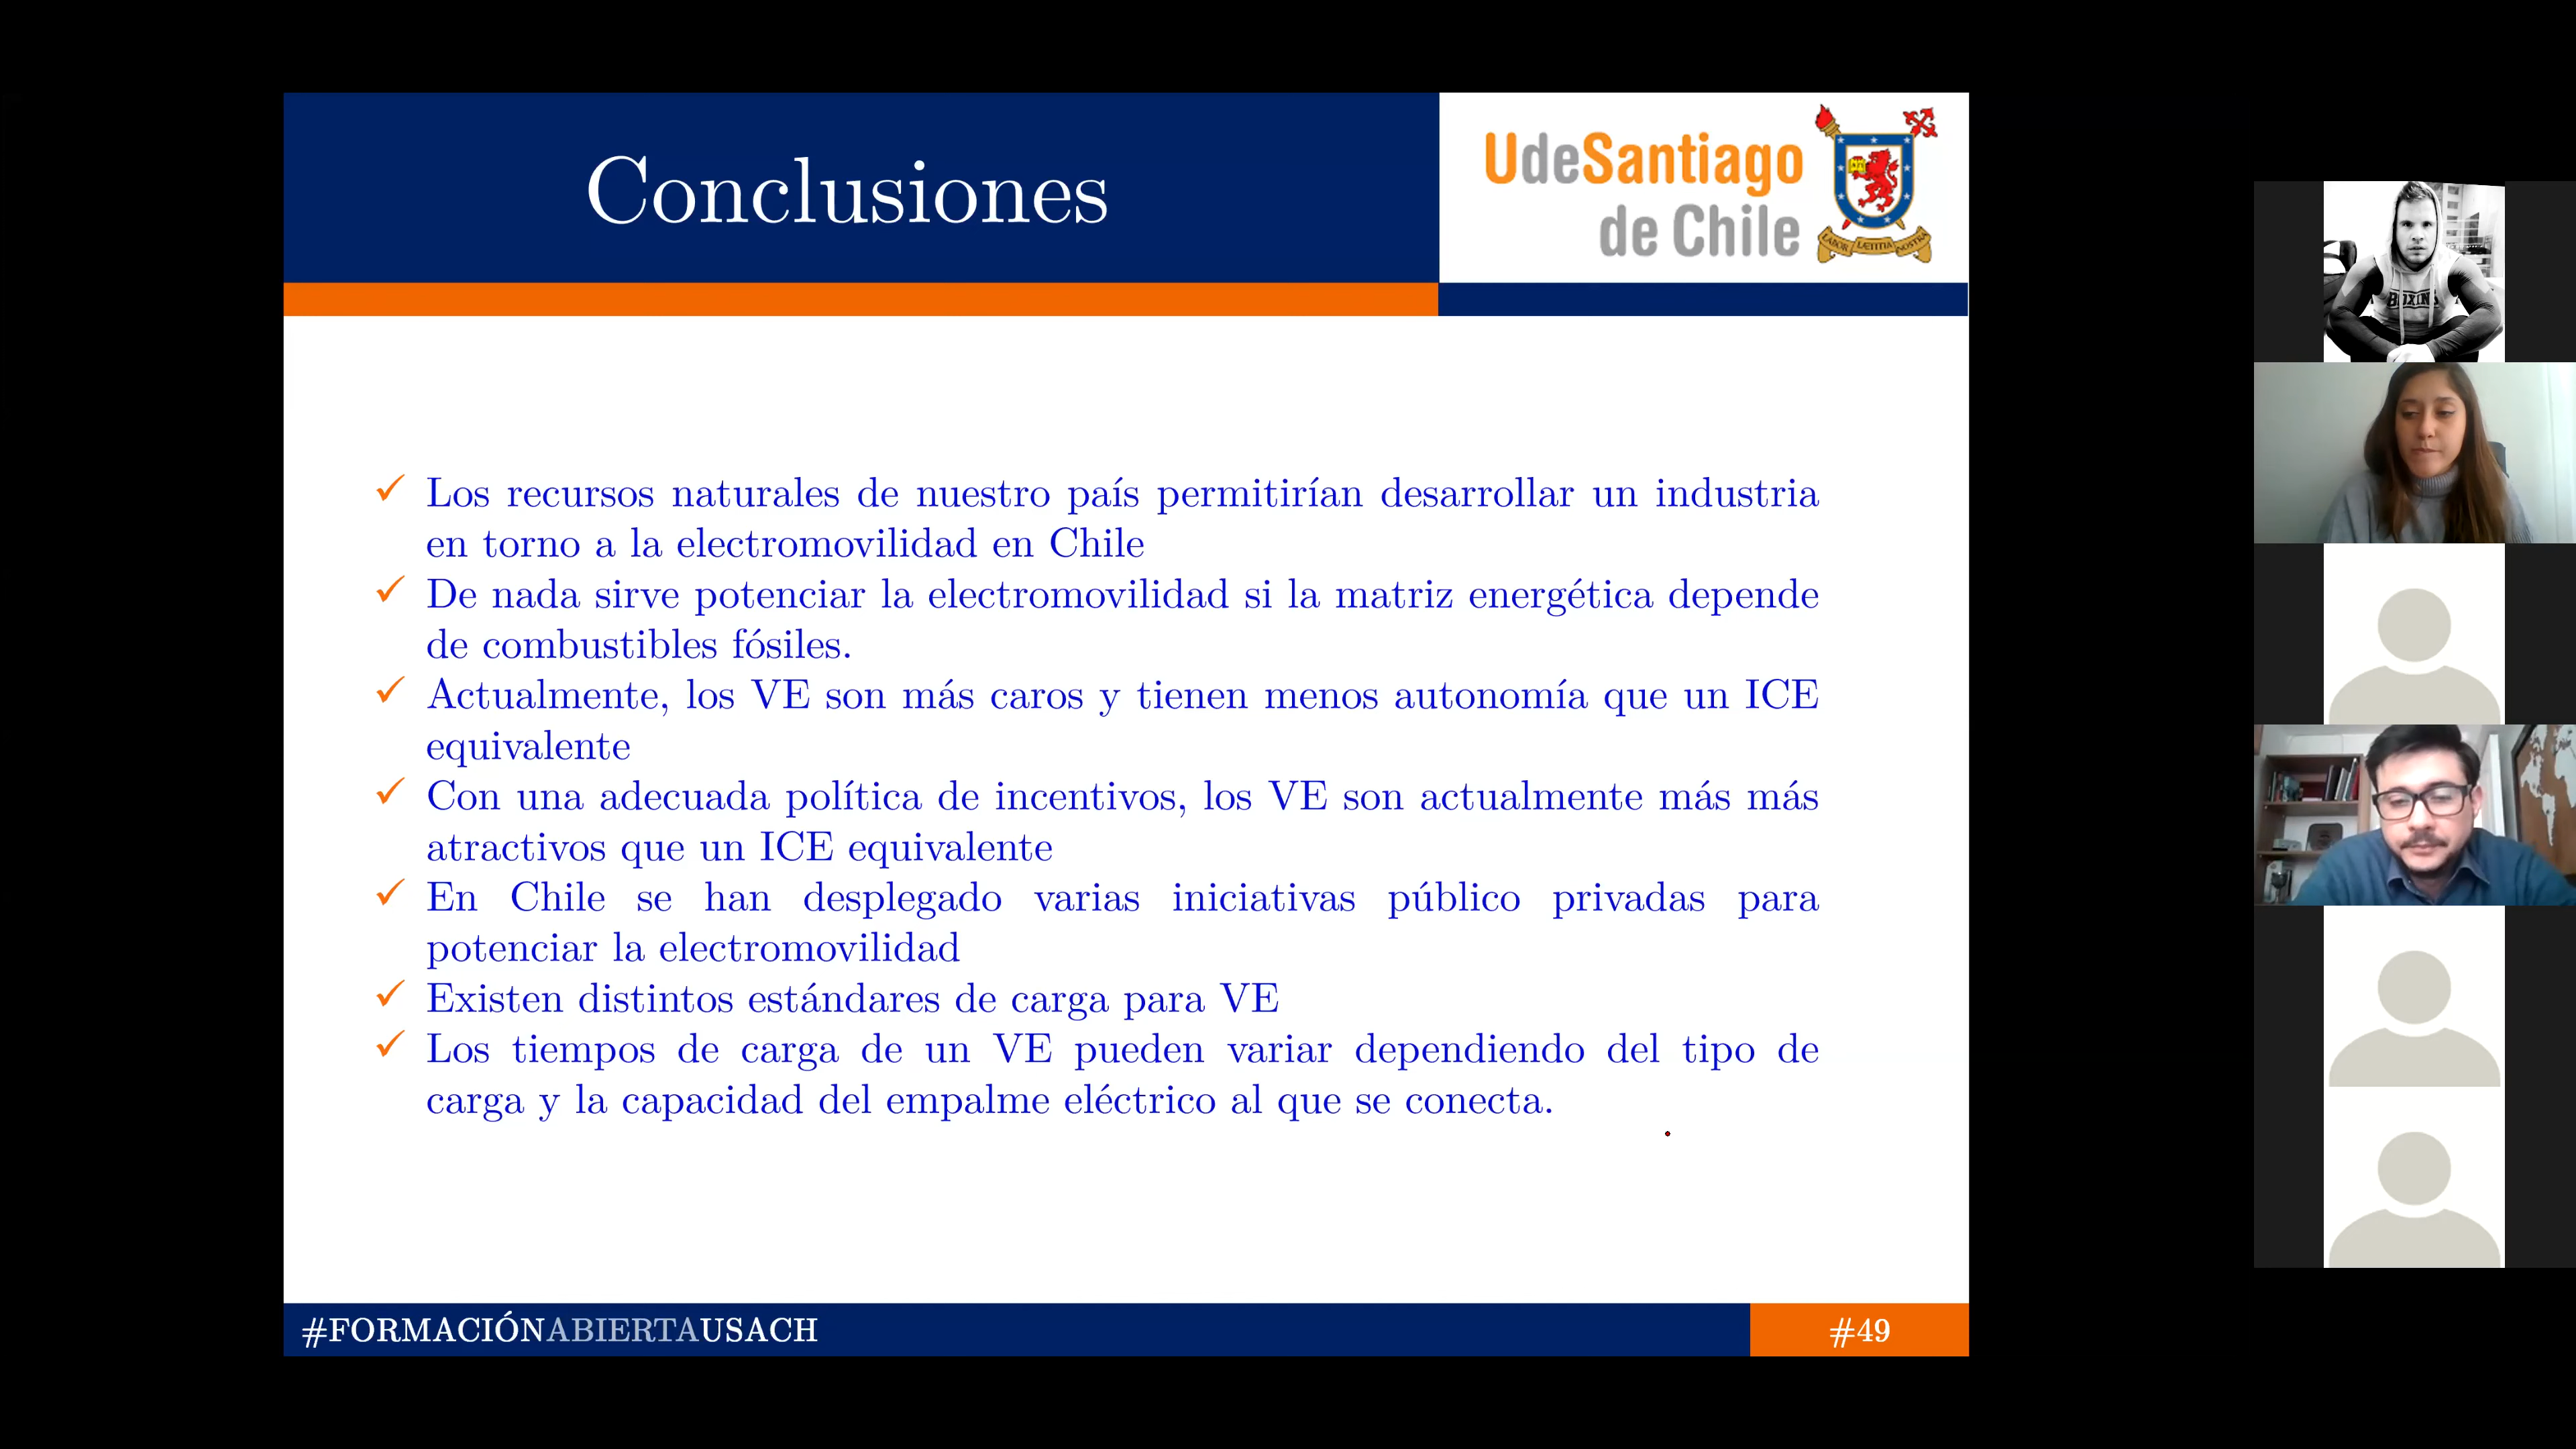 Conclusiones
UdeSantiago
de Chile
LABOR LÆTITIA NOSTRA
Los recursos naturales de nuestro país permitirían desarrollar un industria
en torno a la electromovilidad en Chile
De nada sirve potenciar la electromovilidad si la matriz energética depende
de combustibles fósiles.
Actualmente, los VE son más caros y tienen menos autonomía que un ICE
equivalente
Con una adecuada política de incentivos, los VE son actualmente más más
atractivos que un ICE equivalente
En Chile se han desplegado varias iniciativas público privadas para
potenciar la electromovilidad
Existen distintos estándares de carga para VE
Los tiempos de carga de un VE pueden variar dependiendo del tipo de
carga y la capacidad del empalme eléctrico al que se conecta.
#FORMACIÓNABIERTAUSACH
#49
BOXING